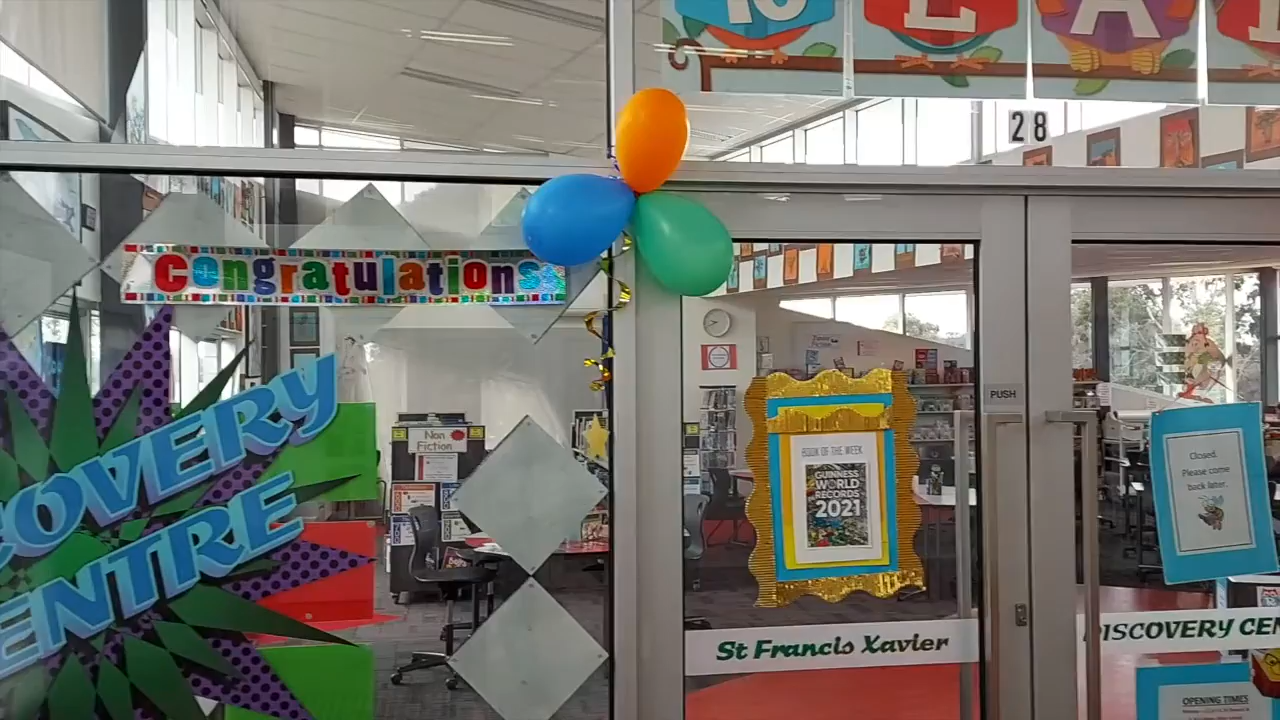 LEA
28
Congratulations
PUSH
Non
Fiction
BOOK OF THE WEEK
GUINNESS
WORLD
RECORDS
2021
Closed.
Please come
back later.
OVERY
ENTRE
St Francis Xavier
DISCOVERY CEN
OPENING TIMES